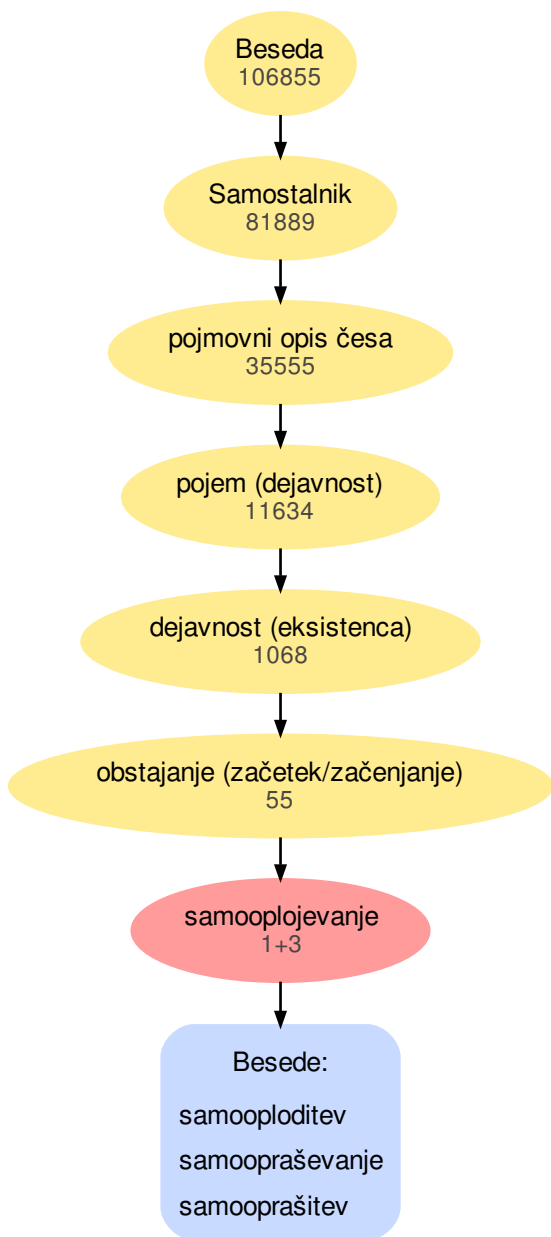 Beseda
106855
Samostalnik
81889
pojmovni opis česa
35555
pojem (dejavnost)
11634
dejavnost (eksistenca)
1068
obstajanje (začetek/začenjanje)
55
samooplojevanje
1+3
Besede:
samooploditev
samoopraševanje
samooprašitev